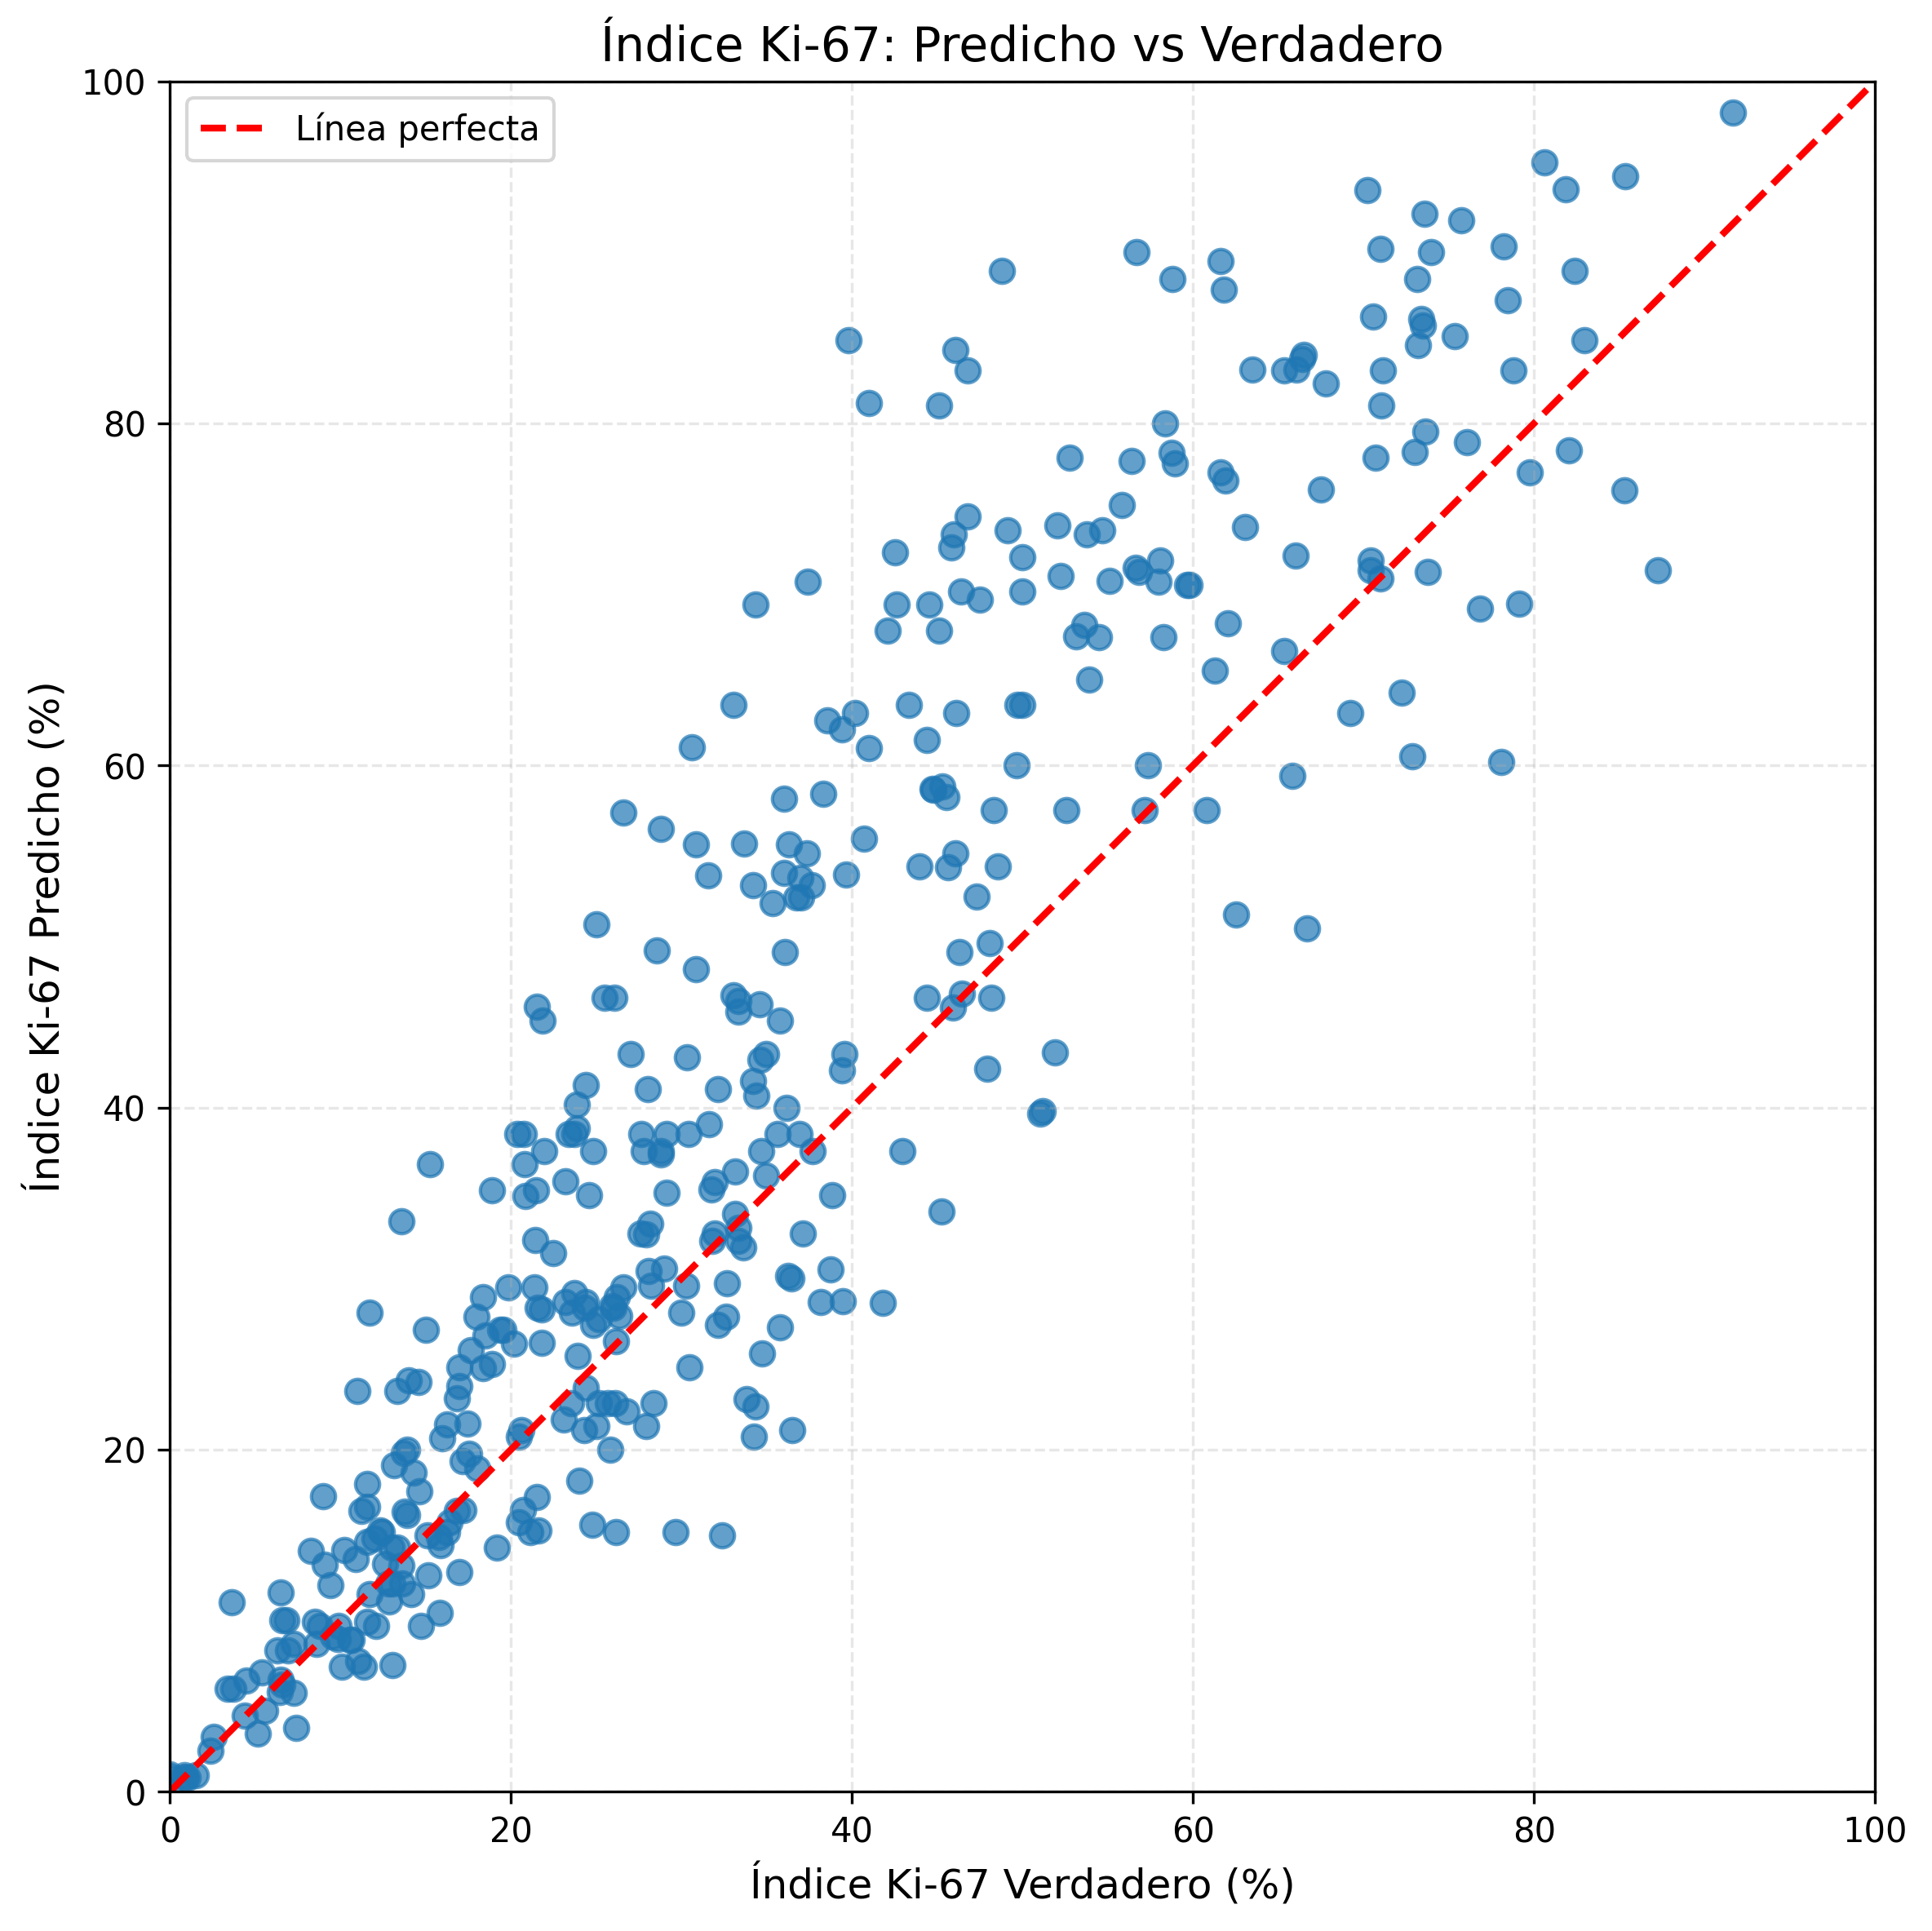 Índice Ki-67: Predicho vs Verdadero
Línea perfecta
Índice Ki-67 Predicho (%)
100
80
60
40
20
0
0 20 40 60 80 100
Índice Ki-67 Verdadero (%)